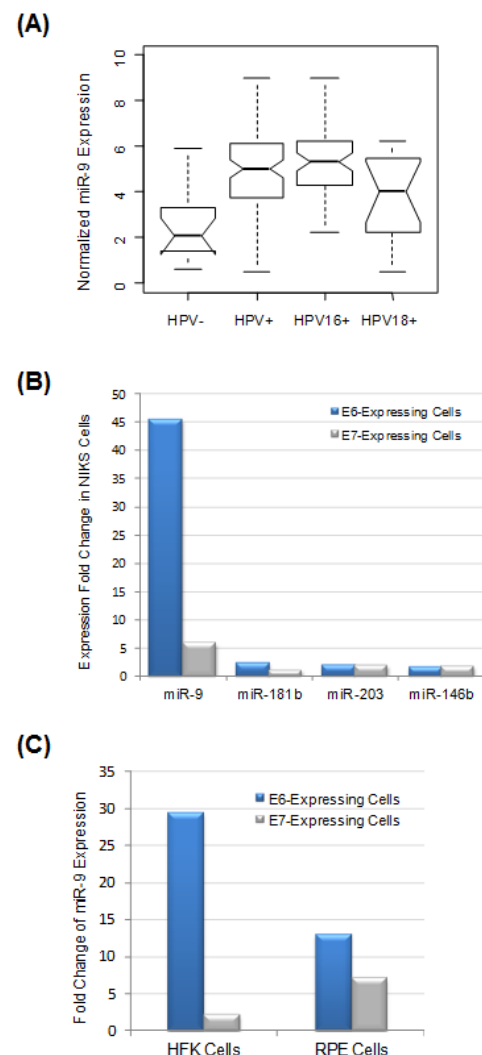 (A)
Normalized miR-9 Expression
10
8
6
4
2
0
HPV- HPV+ HPV16+ HPV18+
(B)
Expression Fold Change in NIKS Cells
50
45
40
35
30
25
20
15
10
5
0
E6-Expressing Cells
E7-Expressing Cells
miR-9 miR-181b miR-203 miR-146b
(C)
Fold Change of miR-9 Expression
35
30
25
20
15
10
5
0
E6-Expressing Cells
E7-Expressing Cells
HFK Cells RPE Cells